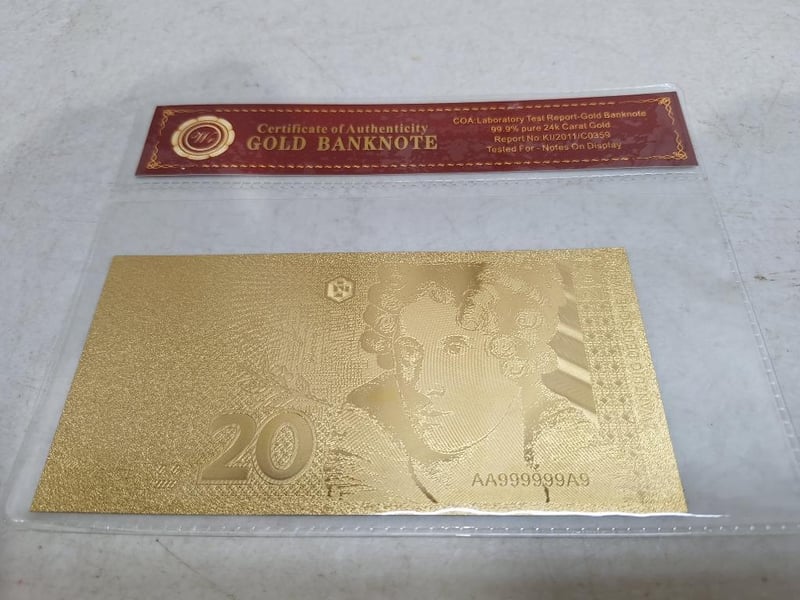 Certificate of Authenticity
GOLD BANKNOTE
COA:Laboratory Test Report-Gold Banknote
99.9% pure 24k Carat Gold
Report No:KI/2011/C0359
Tested For - Notes On Display
20
AA999999A9